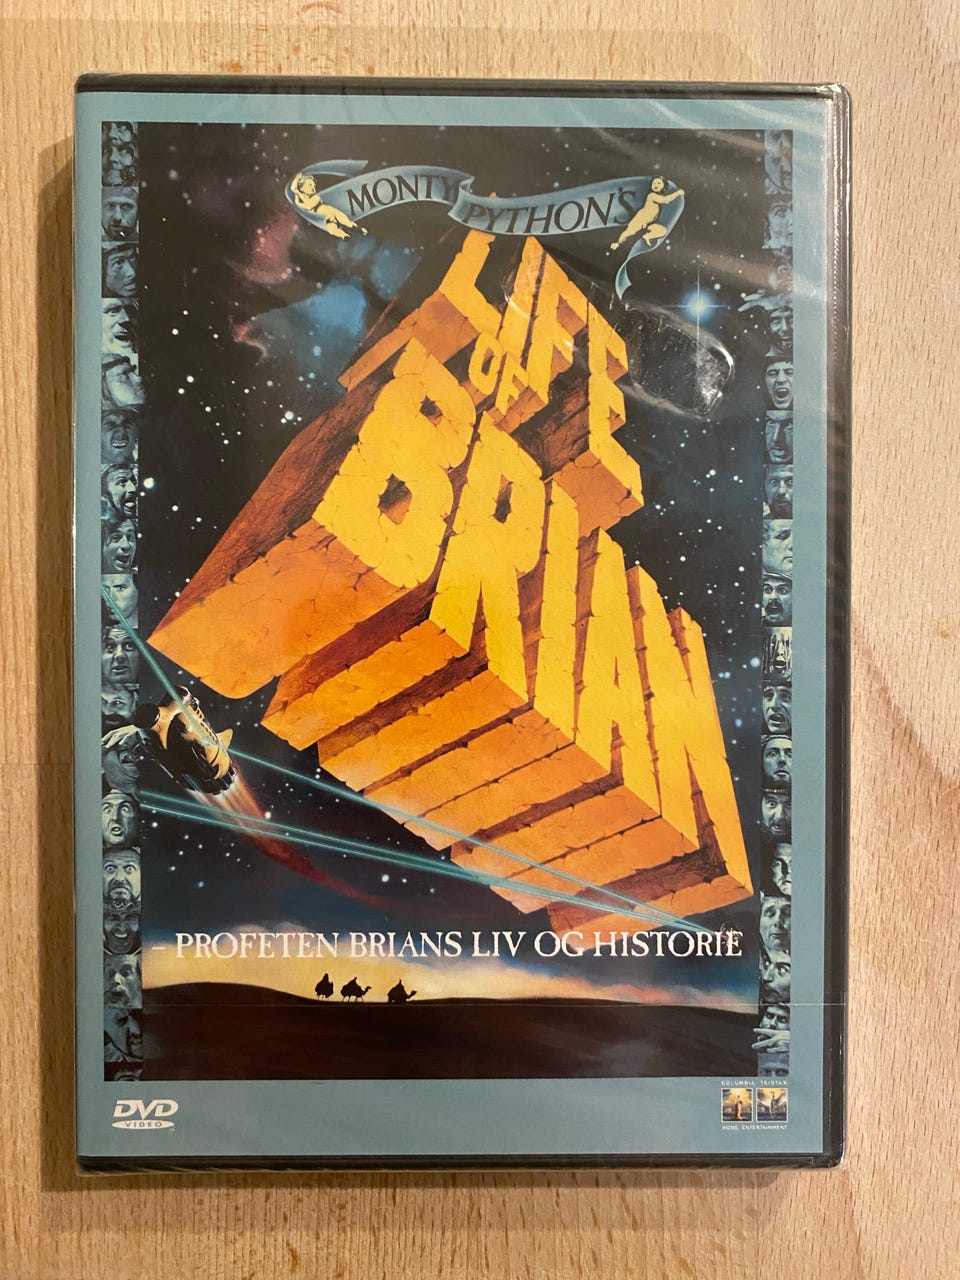 MONTY PYTHON'S
LIFE
OF
BRIAN
- PROFETEN BRIANS LIV OG HISTORIE
DVD
VIDEO
COLUMBIA TRISTAR
HOME ENTERTAINMENT